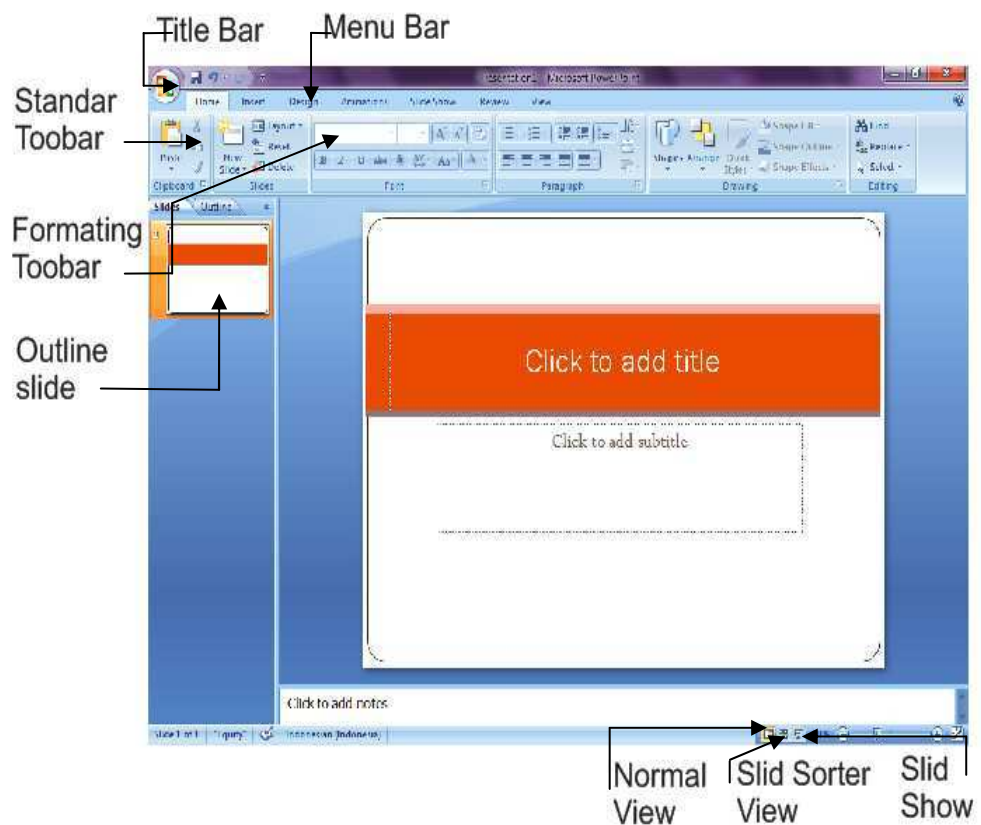 Title Bar
Menu Bar
Microsoft PowerPoint
Home Insert Design Animations Slide Show Review View
Standar
Toobar
Layout
Reset
Delete
New
Slide
Shape Fill
Shape Outline
Shape Effects
Shapes Arrange Quick
Styles
Find
Replace
Select
Clipboard Slides Font Paragraph Drawing Editing
Slides Outline
Formating
Toobar
Outline
slide
Click to add title
Click to add subtitle
Click to add notes
Slide 1 of 1 "Equity" Indonesian (Indonesia)
Normal
View
Slid Sorter
View
Slid
Show